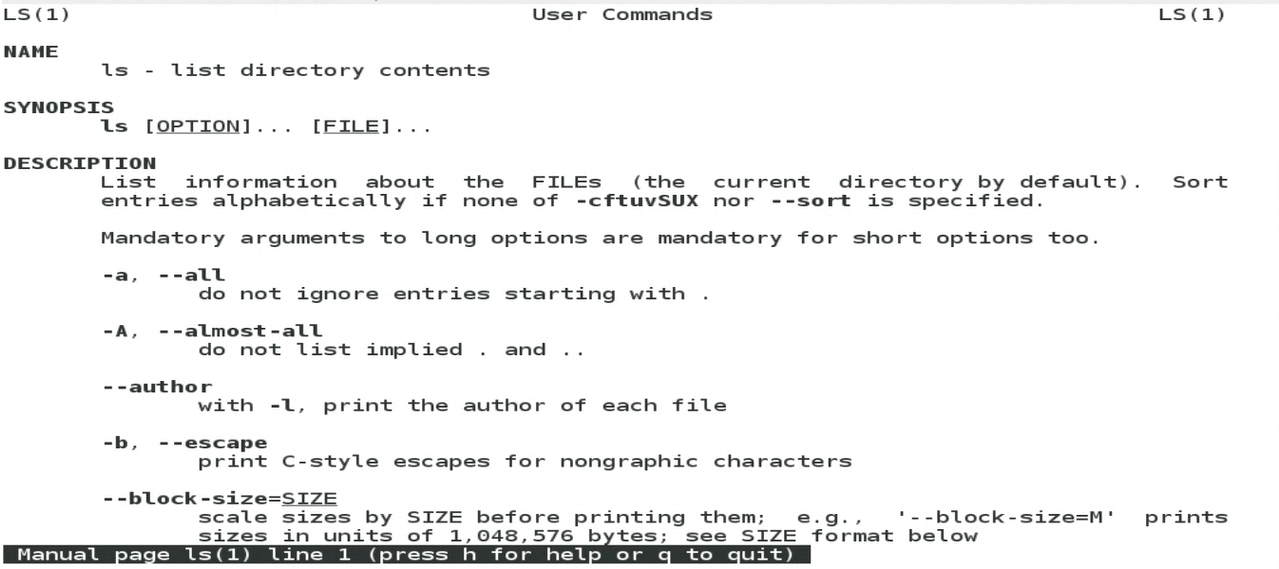 LS(1) User Commands LS(1)
NAME
ls - list directory contents
SYNOPSIS
ls [OPTION]... [FILE]...
DESCRIPTION
List information about the FILEs (the current directory by default). Sort
entries alphabetically if none of -cftuvSUX nor --sort is specified.
Mandatory arguments to long options are mandatory for short options too.
-a, --all
do not ignore entries starting with .
-A, --almost-all
do not list implied . and ..
--author
with -l, print the author of each file
-b, --escape
print C-style escapes for nongraphic characters
--block-size=SIZE
scale sizes by SIZE before printing them; e.g., '--block-size=M' prints
sizes in units of 1,048,576 bytes; see SIZE format below
Manual page ls(1) line 1 (press h for help or q to quit)